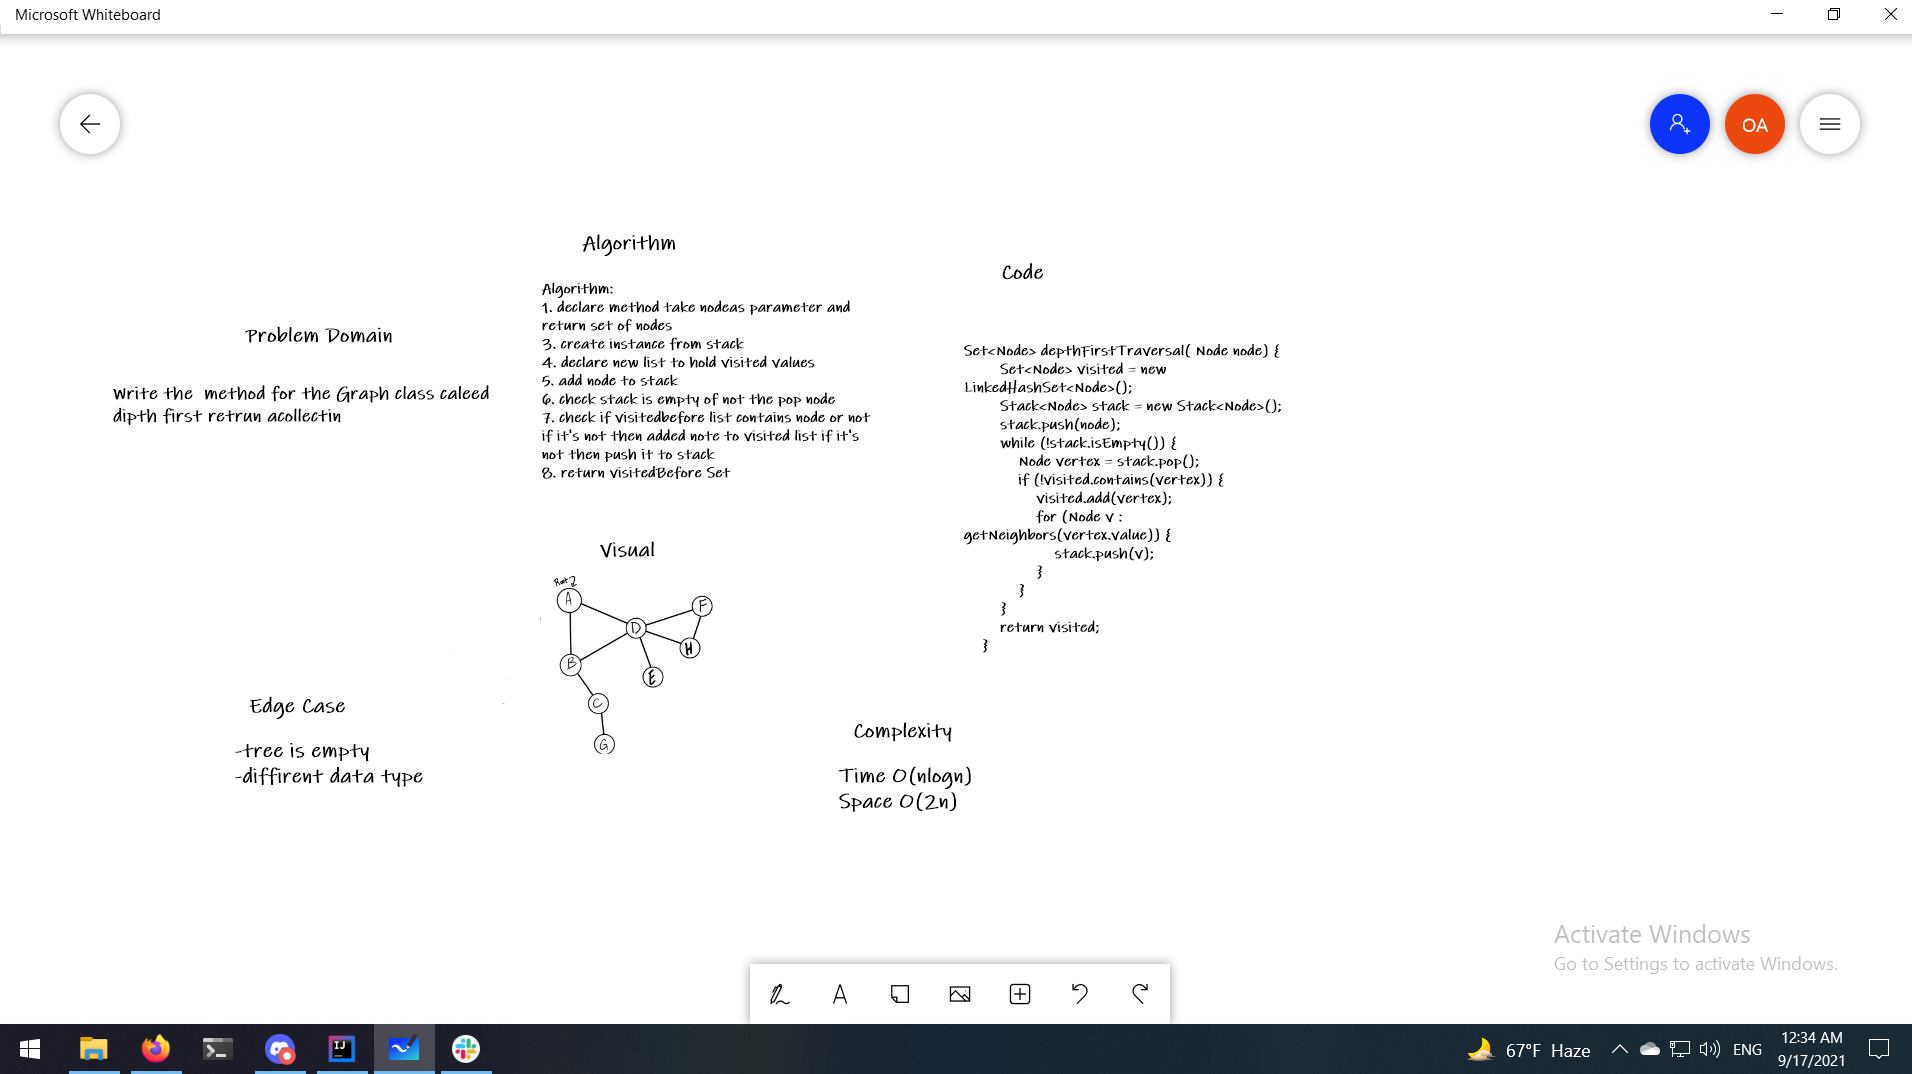 Microsoft Whiteboard
OA
Problem Domain
Write the  method for the Graph class caleed
dipth first retrun acollectin
Algorithm
Algorithm:
1. declare method take nodeas parameter and
return set of nodes
3. create instance from stack
4. declare new list to hold visited values
5. add node to stack
6. check stack is empty of not the pop node
7. check if visitedbefore list contains node or not
if it's not then added note to visited list if it's
not then push it to stack
8. return visitedBefore Set
Code
Set<Node> depthFirstTraversal( Node node) {
Set<Node> visited = new
LinkedHashSet<Node>();
Stack<Node> stack = new Stack<Node>();
stack.push(node);
while (!stack.isEmpty()) {
Node vertex = stack.pop();
if (!visited.contains(vertex)) {
visited.add(vertex);
for (Node v :
getNeighbors(vertex.value)) {
stack.push(v);
}
}
}
return visited;
}
Visual
Root
A
F
D
H
B
E
C
G
Edge Case
-tree is empty
-diffirent data type
Complexity
Time O(nlogn)
Space O(2n)
Activate Windows
Go to Settings to activate Windows.
A
IJ
67°F Haze
ENG
12:34 AM
9/17/2021